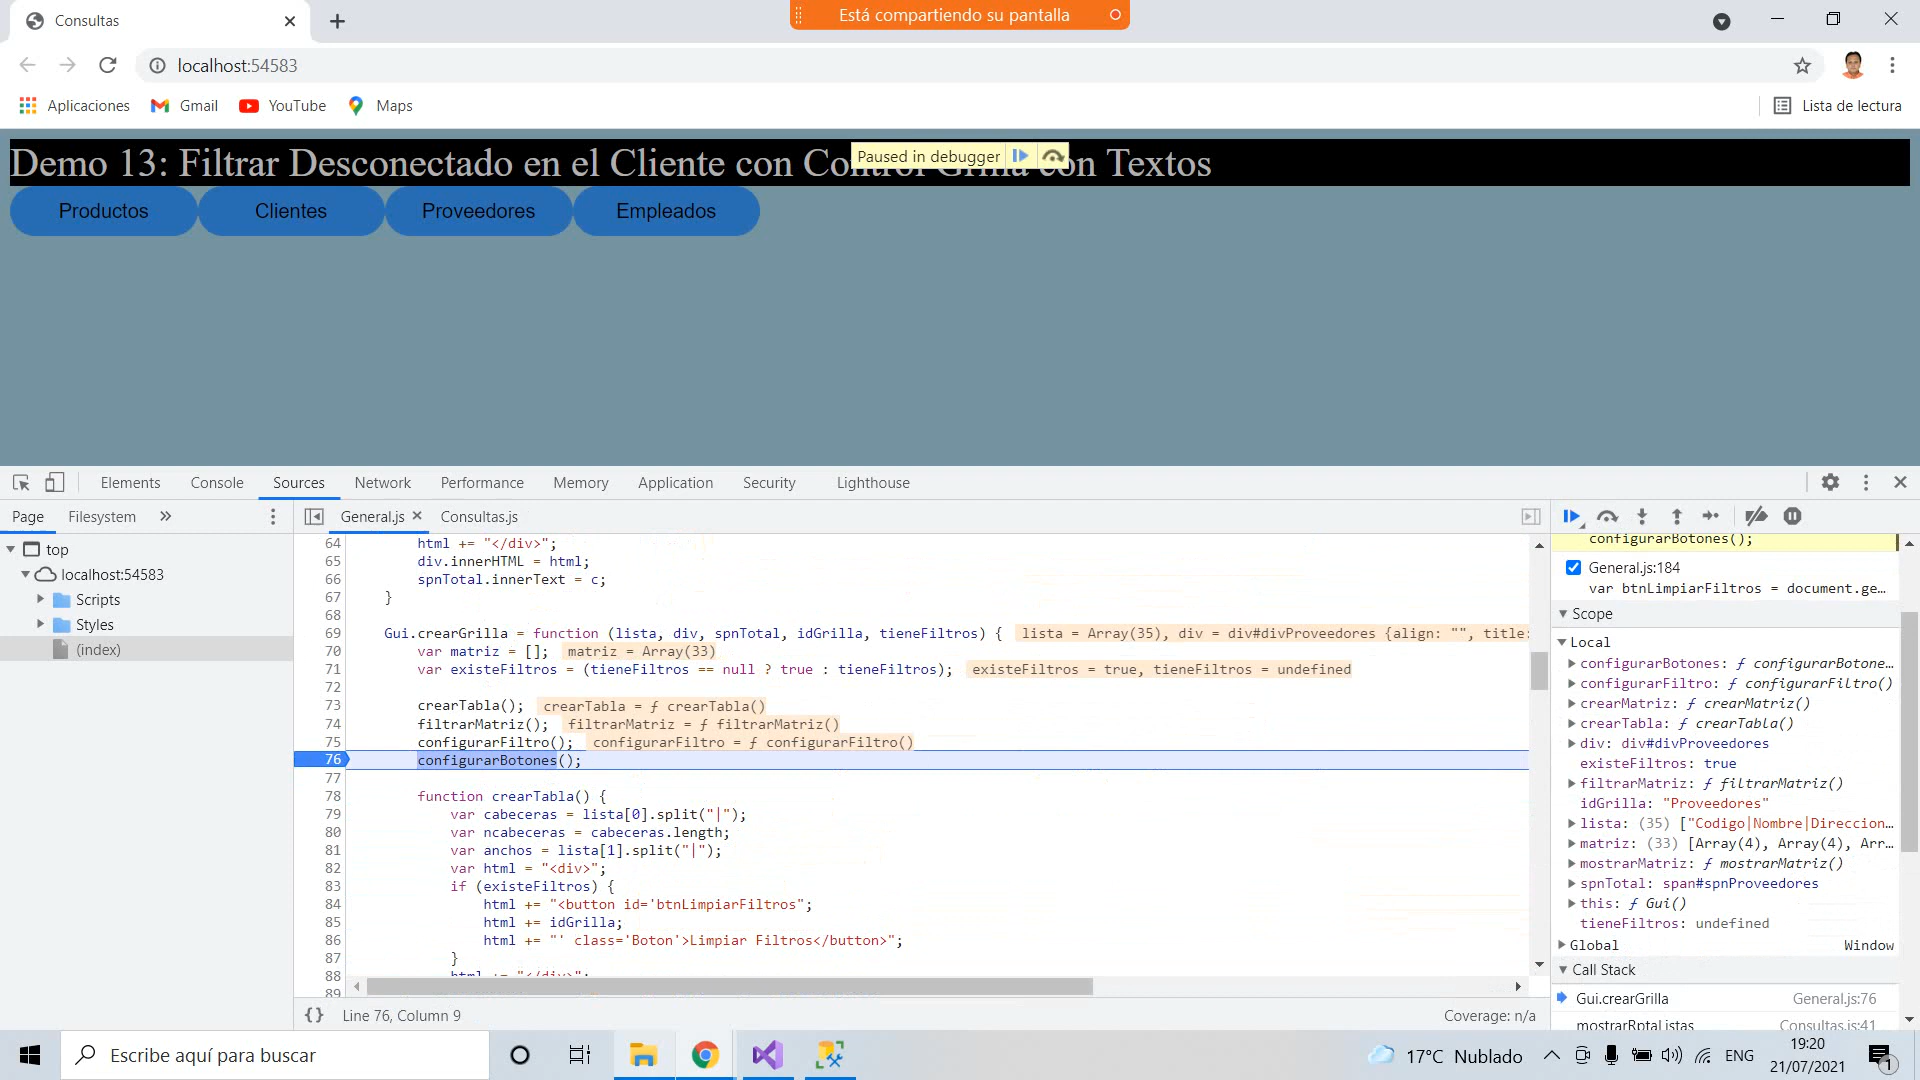 Consultas
Está compartiendo su pantalla
localhost:54583
Aplicaciones
Gmail
YouTube
Maps
Lista de lectura
Demo 13: Filtrar Desconectado en el Cliente con Control Grilla con Textos
Paused in debugger
Productos
Clientes
Proveedores
Empleados
Elements
Console
Sources
Network
Performance
Memory
Application
Security
Lighthouse
Page
Filesystem
General.js
Consultas.js
top
localhost:54583
Scripts
Styles
(index)
64 html += "</div>";
65 div.innerHTML = html;
66 spnTotal.innerText = c;
67 }
68
69 Gui.crearGrilla = function (lista, div, spnTotal, idGrilla, tieneFiltros) { lista = Array(35), div = div#divProveedores {align: "", title:
70 var matriz = []; matriz = Array(33)
71 var existeFiltros = (tieneFiltros == null ? true : tieneFiltros); existeFiltros = true, tieneFiltros = undefined
72
73 crearTabla(); crearTabla = ƒ crearTabla()
74 filtrarMatriz(); filtrarMatriz = ƒ filtrarMatriz()
75 configurarFiltro(); configurarFiltro = ƒ configurarFiltro()
76 configurarBotones();
77
78 function crearTabla() {
79 var cabeceras = lista[0].split("|");
80 var ncabeceras = cabeceras.length;
81 var anchos = lista[1].split("|");
82 var html = "<div>";
83 if (existeFiltros) {
84 html += "<button id='btnLimpiarFiltros";
85 html += idGrilla;
86 html += "' class='Boton'>Limpiar Filtros</button>";
87 }
88 html += "</div>";
89
{} Line 76, Column 9
Coverage: n/a
configurarBotones();
General.js:184
var btnLimpiarFiltros = document.ge…
Scope
Local
configurarBotones: ƒ configurarBotone…
configurarFiltro: ƒ configurarFiltro()
crearMatriz: ƒ crearMatriz()
crearTabla: ƒ crearTabla()
div: div#divProveedores
existeFiltros: true
filtrarMatriz: ƒ filtrarMatriz()
idGrilla: "Proveedores"
lista: (35) ["Codigo|Nombre|Direccion…
matriz: (33) [Array(4), Array(4), Arr…
mostrarMatriz: ƒ mostrarMatriz()
spnTotal: span#spnProveedores
this: ƒ Gui()
tieneFiltros: undefined
Global Window
Call Stack
Gui.crearGrilla General.js:76
mostrarRptaListas Consultas.js:41
Escribe aquí para buscar
17°C Nublado
ENG
19:20
21/07/2021
1